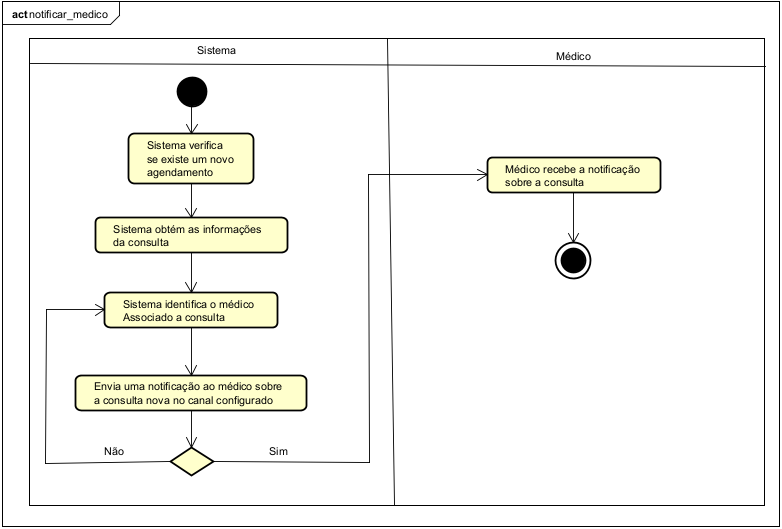 act notificar_medico
Sistema
Médico
Sistema verifica
se existe um novo
agendamento
Médico recebe a notificação
sobre a consulta
Sistema obtém as informações
da consulta
Sistema identifica o médico
Associado a consulta
Envia uma notificação ao médico sobre
a consulta nova no canal configurado
Não
Sim